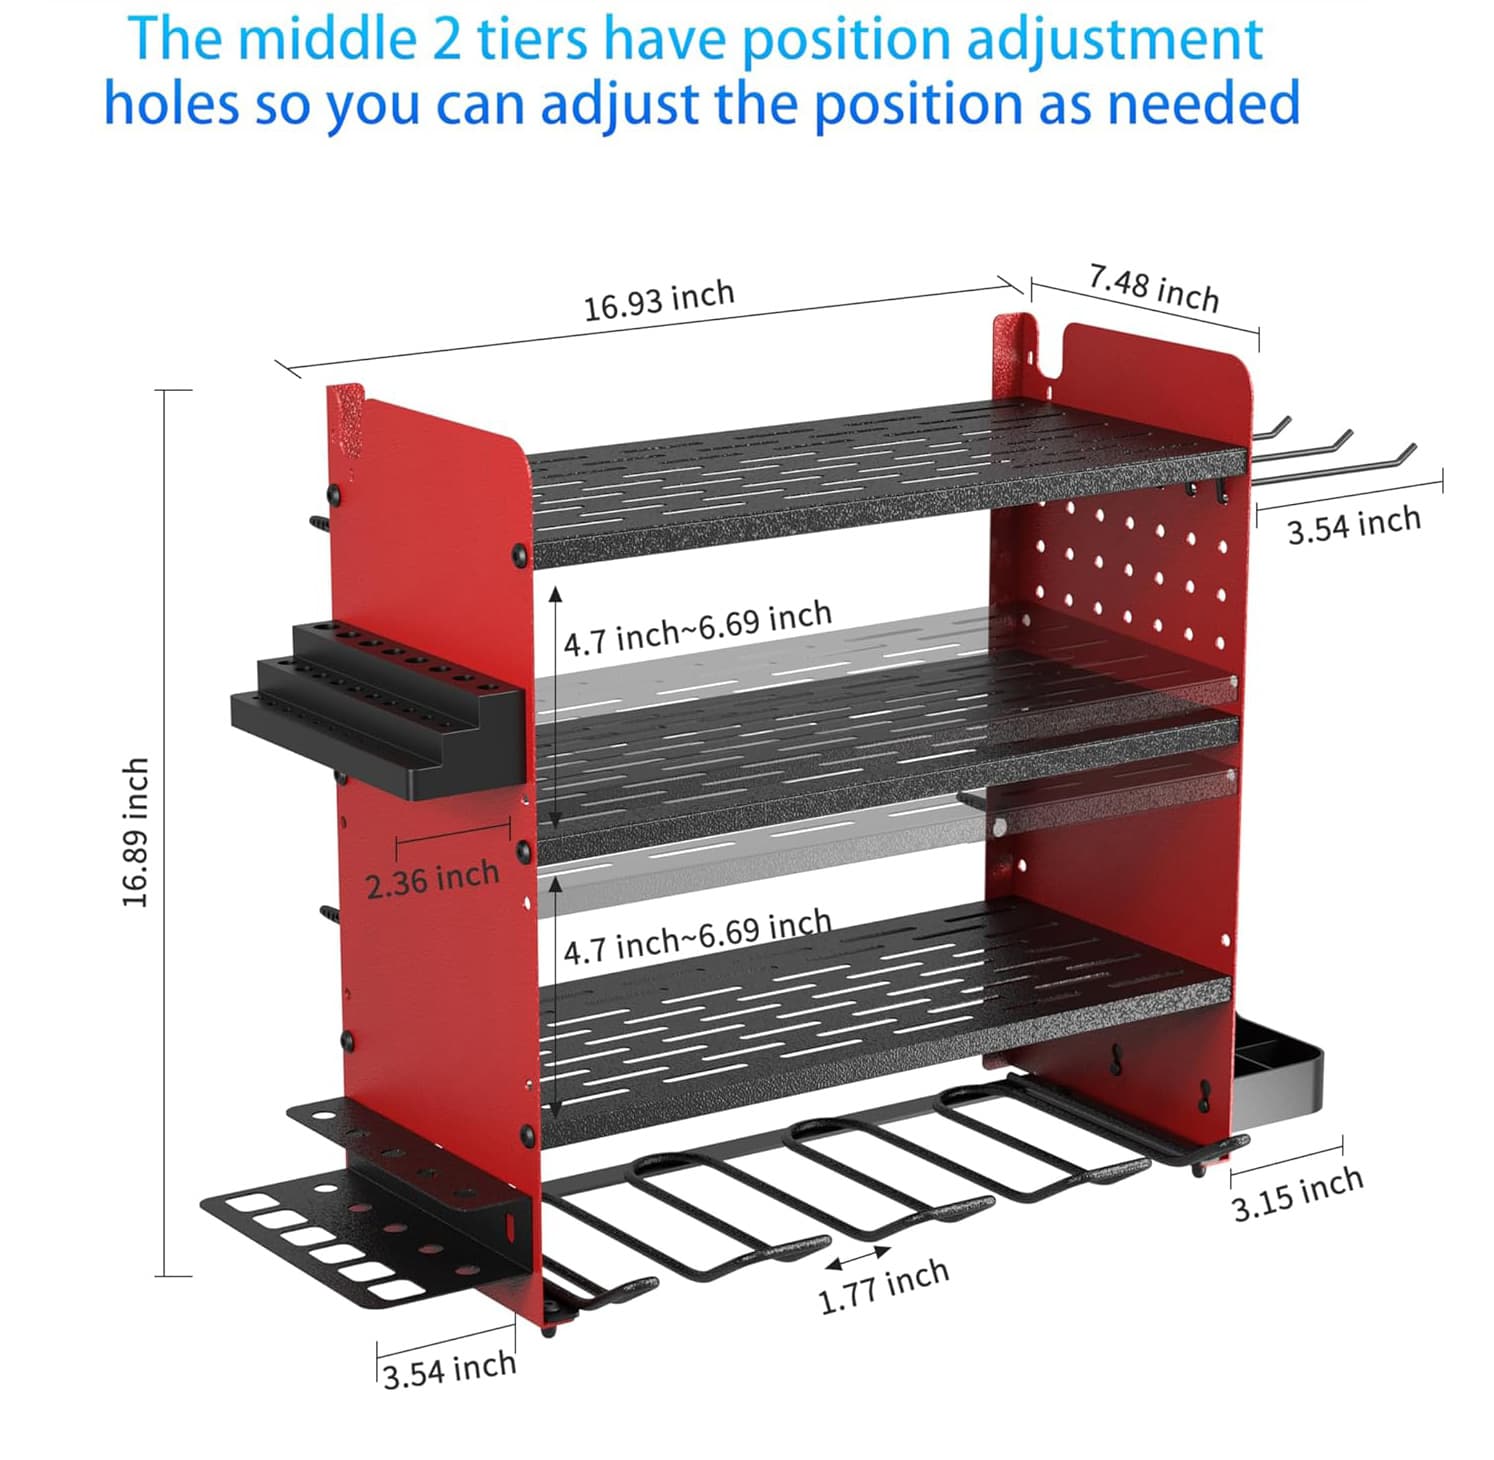 The middle 2 tiers have position adjustment
holes so you can adjust the position as needed
16.93 inch
7.48 inch
3.54 inch
4.7 inch~6.69 inch
16.89 inch
2.36 inch
4.7 inch~6.69 inch
3.15 inch
1.77 inch
3.54 inch